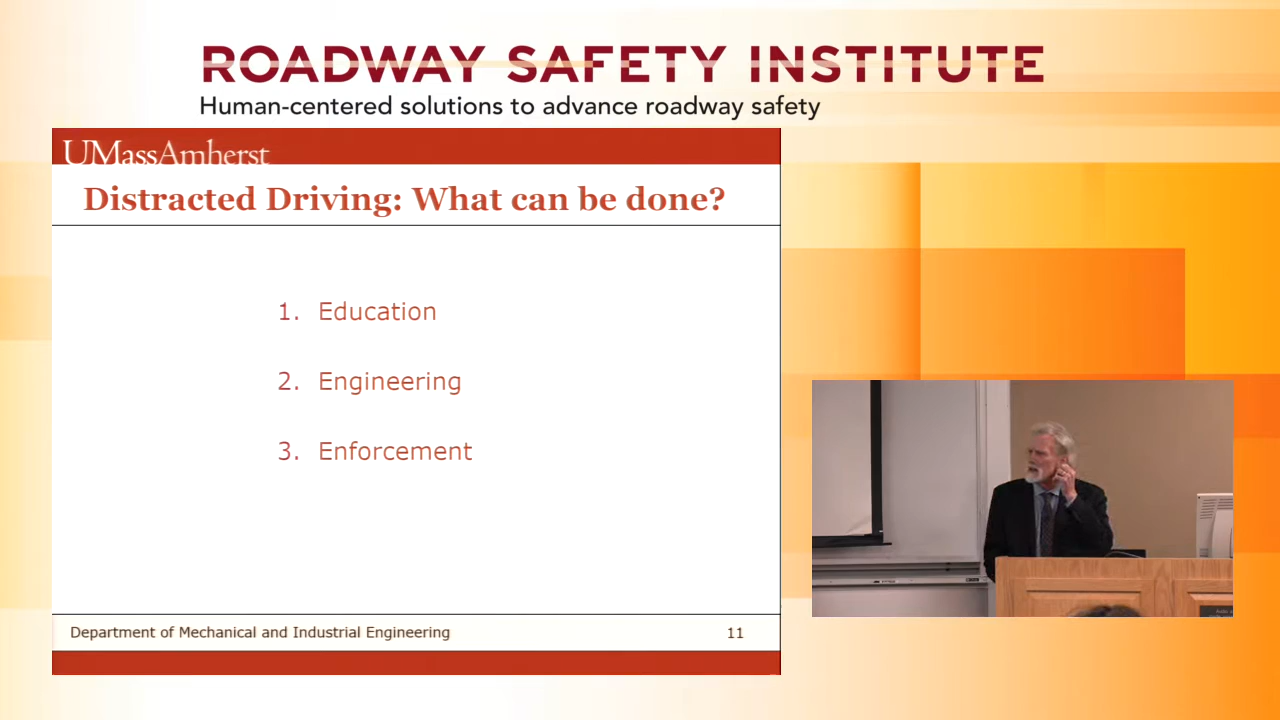 ROADWAY SAFETY INSTITUTE
Human-centered solutions to advance roadway safety
UMassAmherst
Distracted Driving: What can be done?
1. Education
2. Engineering
3. Enforcement
Department of Mechanical and Industrial Engineering 11